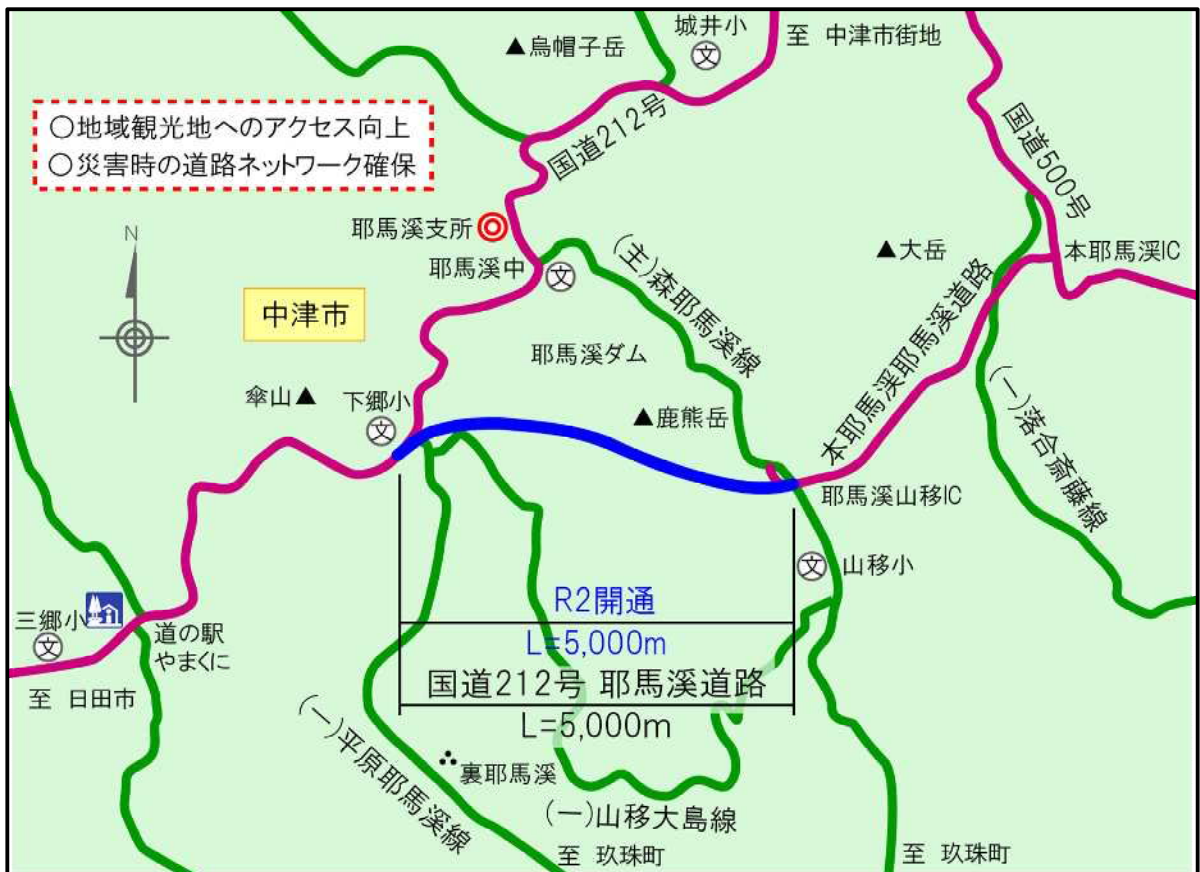 城井小
文
至 中津市街地
▲烏帽子岳
○地域観光地へのアクセス向上
○災害時の道路ネットワーク確保
国道212号
国道500号
耶馬溪支所
耶馬溪中
文
(主)森耶馬溪線
▲大岳
本耶馬渓IC
N
中津市
耶馬溪ダム
本耶馬渓耶馬溪道路
(一)落合斎藤線
傘山▲
下郷小
文
▲鹿熊岳
耶馬溪山移IC
文
山移小
R2開通
L=5,000m
国道212号 耶馬溪道路
L=5,000m
三郷小
文
道の駅
やまくに
至 日田市
(一)平原耶馬溪線
裏耶馬溪
(一)山移大島線
至 玖珠町
至 玖珠町